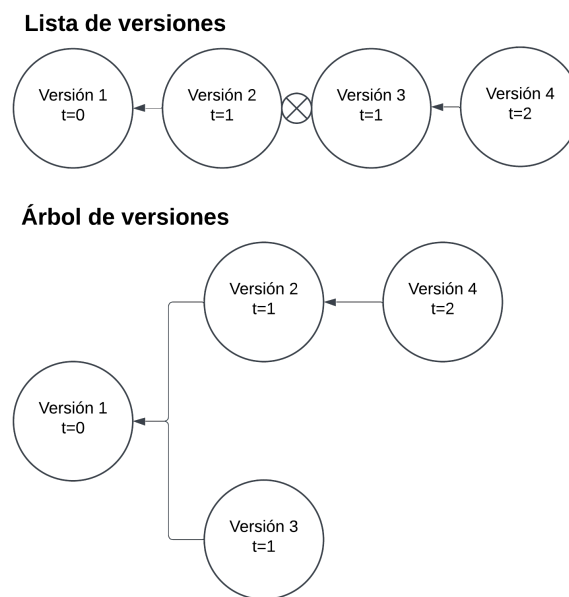 Lista de versiones
Versión 1
t=0
Versión 2
t=1
Versión 3
t=1
Versión 4
t=2
Árbol de versiones
Versión 2
t=1
Versión 4
t=2
Versión 1
t=0
Versión 3
t=1